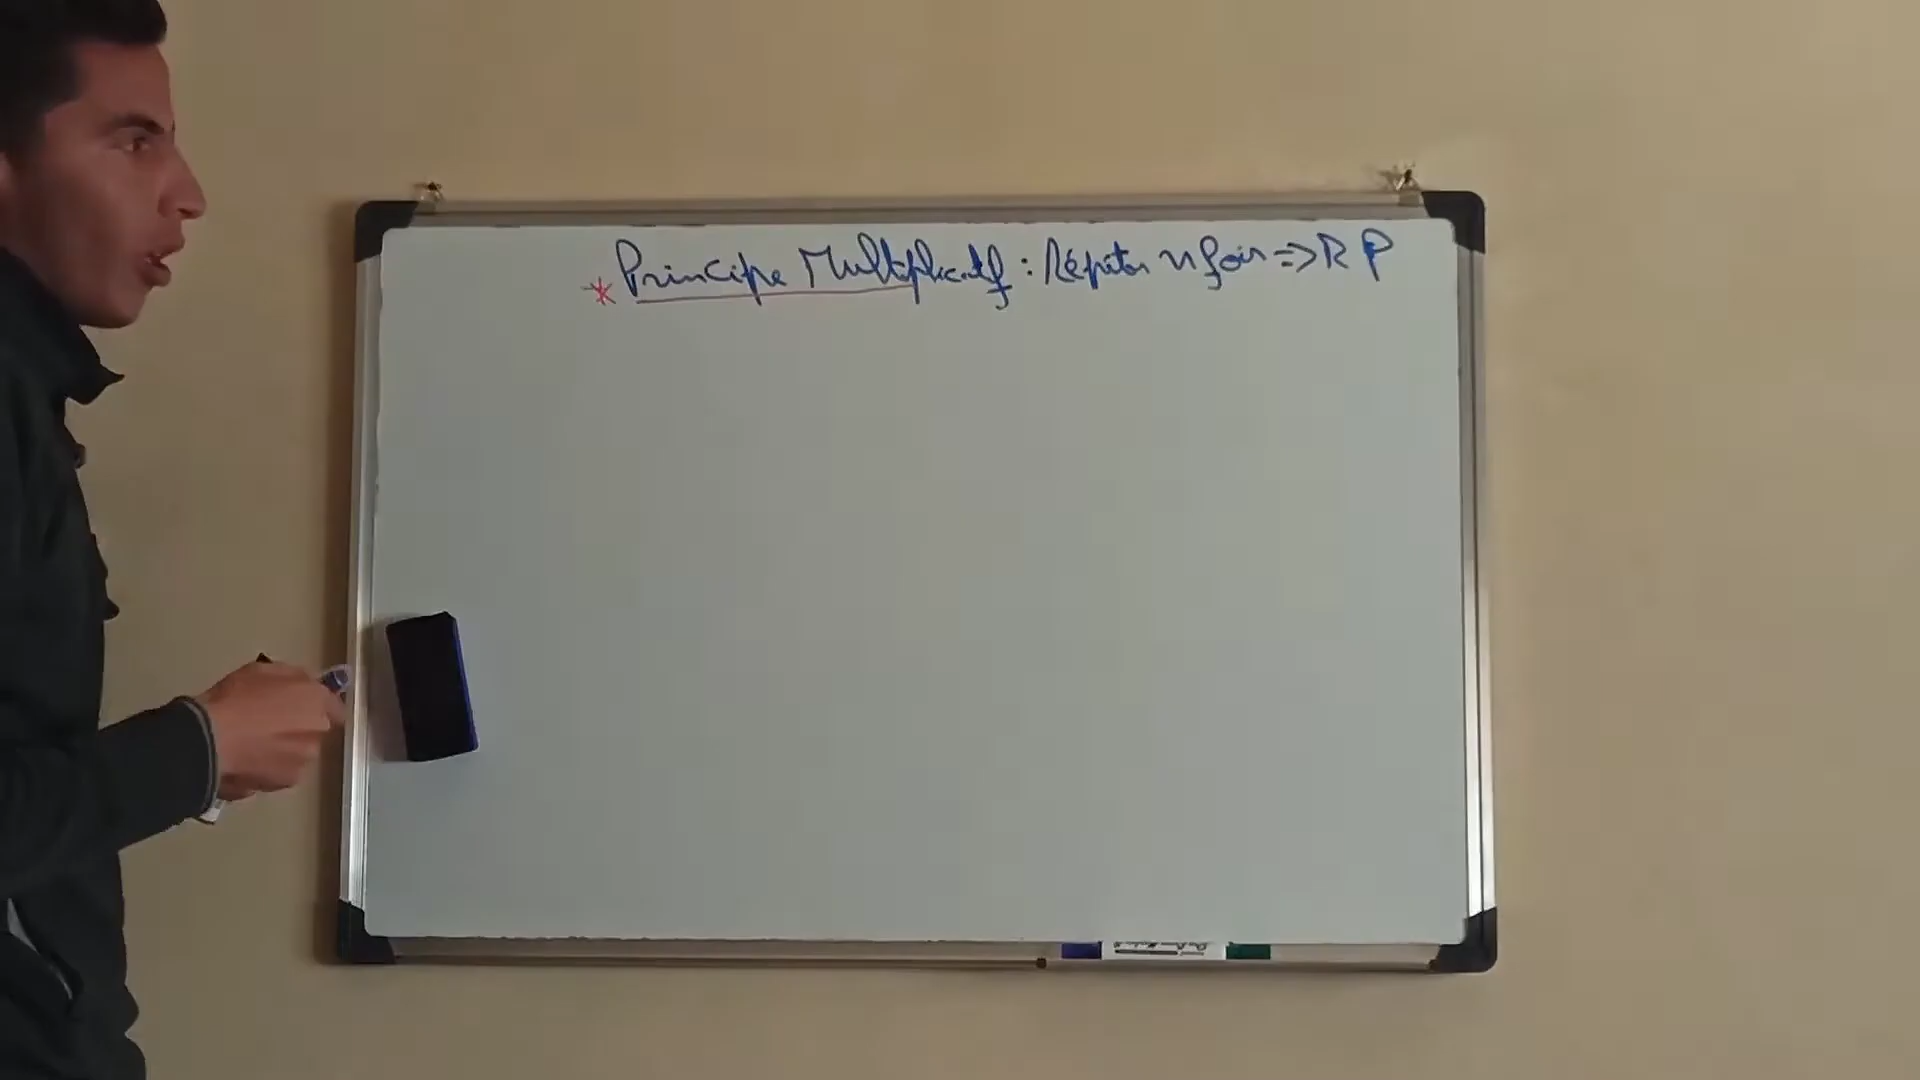 * Principe Multiplicatif : Répéter n fois => R P